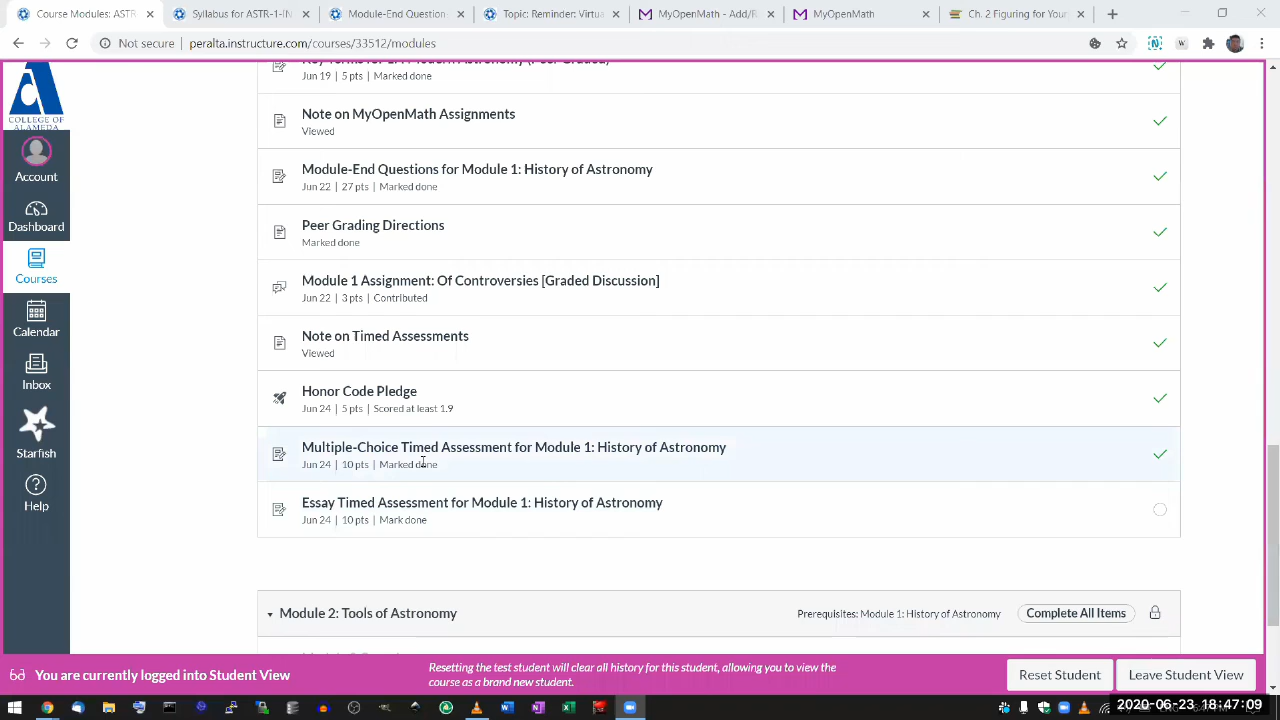 Modules: ASTR
Syllabus for ASTR-1-IN
Modules
Topic: Reminder: Virtua
MyOpenMath - Add/R
MyOpenMath
Ch. 2 Figuring for Your
Not secure | peralta.instructure.com/courses/33512/modules
COLLEGE OF
ALAMEDA
Account
Dashboard
Courses
Calendar
Inbox
Starfish
Help
Jun 19 | 5 pts | Marked done
Note on MyOpenMath Assignments
Viewed
Module-End Questions for Module 1: History of Astronomy
Jun 22 | 27 pts | Marked done
Peer Grading Directions
Marked done
Module 1 Assignment: Of Controversies [Graded Discussion]
Jun 22 | 3 pts | Contributed
Note on Timed Assessments
Viewed
Honor Code Pledge
Jun 24 | 5 pts | Scored at least 1.9
Multiple-Choice Timed Assessment for Module 1: History of Astronomy
Jun 24 | 10 pts | Marked done
Essay Timed Assessment for Module 1: History of Astronomy
Jun 24 | 10 pts | Mark done
Module 2: Tools of Astronomy
Prerequisites: Module 1: History of Astronomy
Complete All Items
You are currently logged into Student View
Resetting the test student will clear all history for this student, allowing you to view the
course as a brand new student.
Reset Student
Leave Student View
2020-06-23 18:47:09